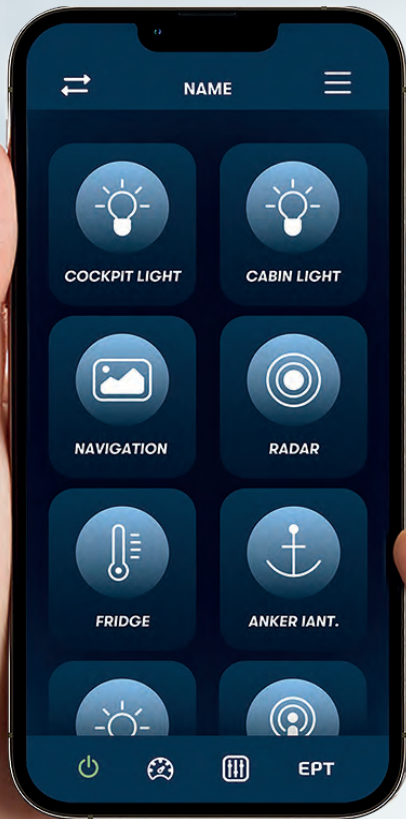 NAME
COCKPIT LIGHT
CABIN LIGHT
NAVIGATION
RADAR
FRIDGE
ANKER IANT.
EPT